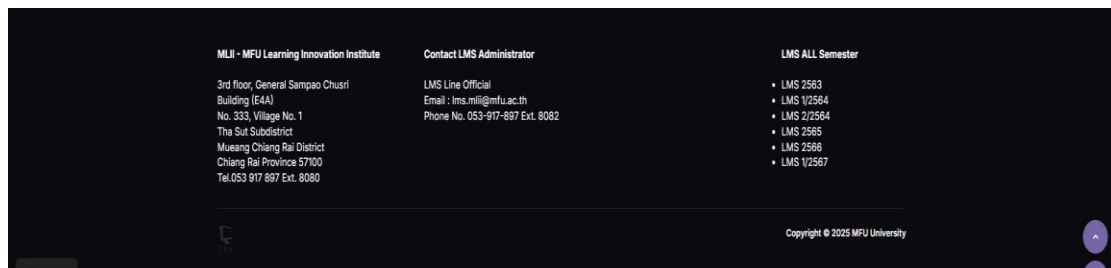 MLII - MFU Learning Innovation Institute
3rd floor, General Sampao Chusri
Building (E4A)
No. 333, Village No. 1
Tha Sut Subdistrict
Mueang Chiang Rai District
Chiang Rai Province 57100
Tel.053 917 897 Ext. 8080
Contact LMS Administrator
LMS Line Official
Email : lms.mlii@mfu.ac.th
Phone No. 053-917-897 Ext. 8082
LMS ALL Semester
• LMS 2563
• LMS 1/2564
• LMS 2/2564
• LMS 2565
• LMS 2566
• LMS 1/2567
LMS
Copyright © 2025 MFU University